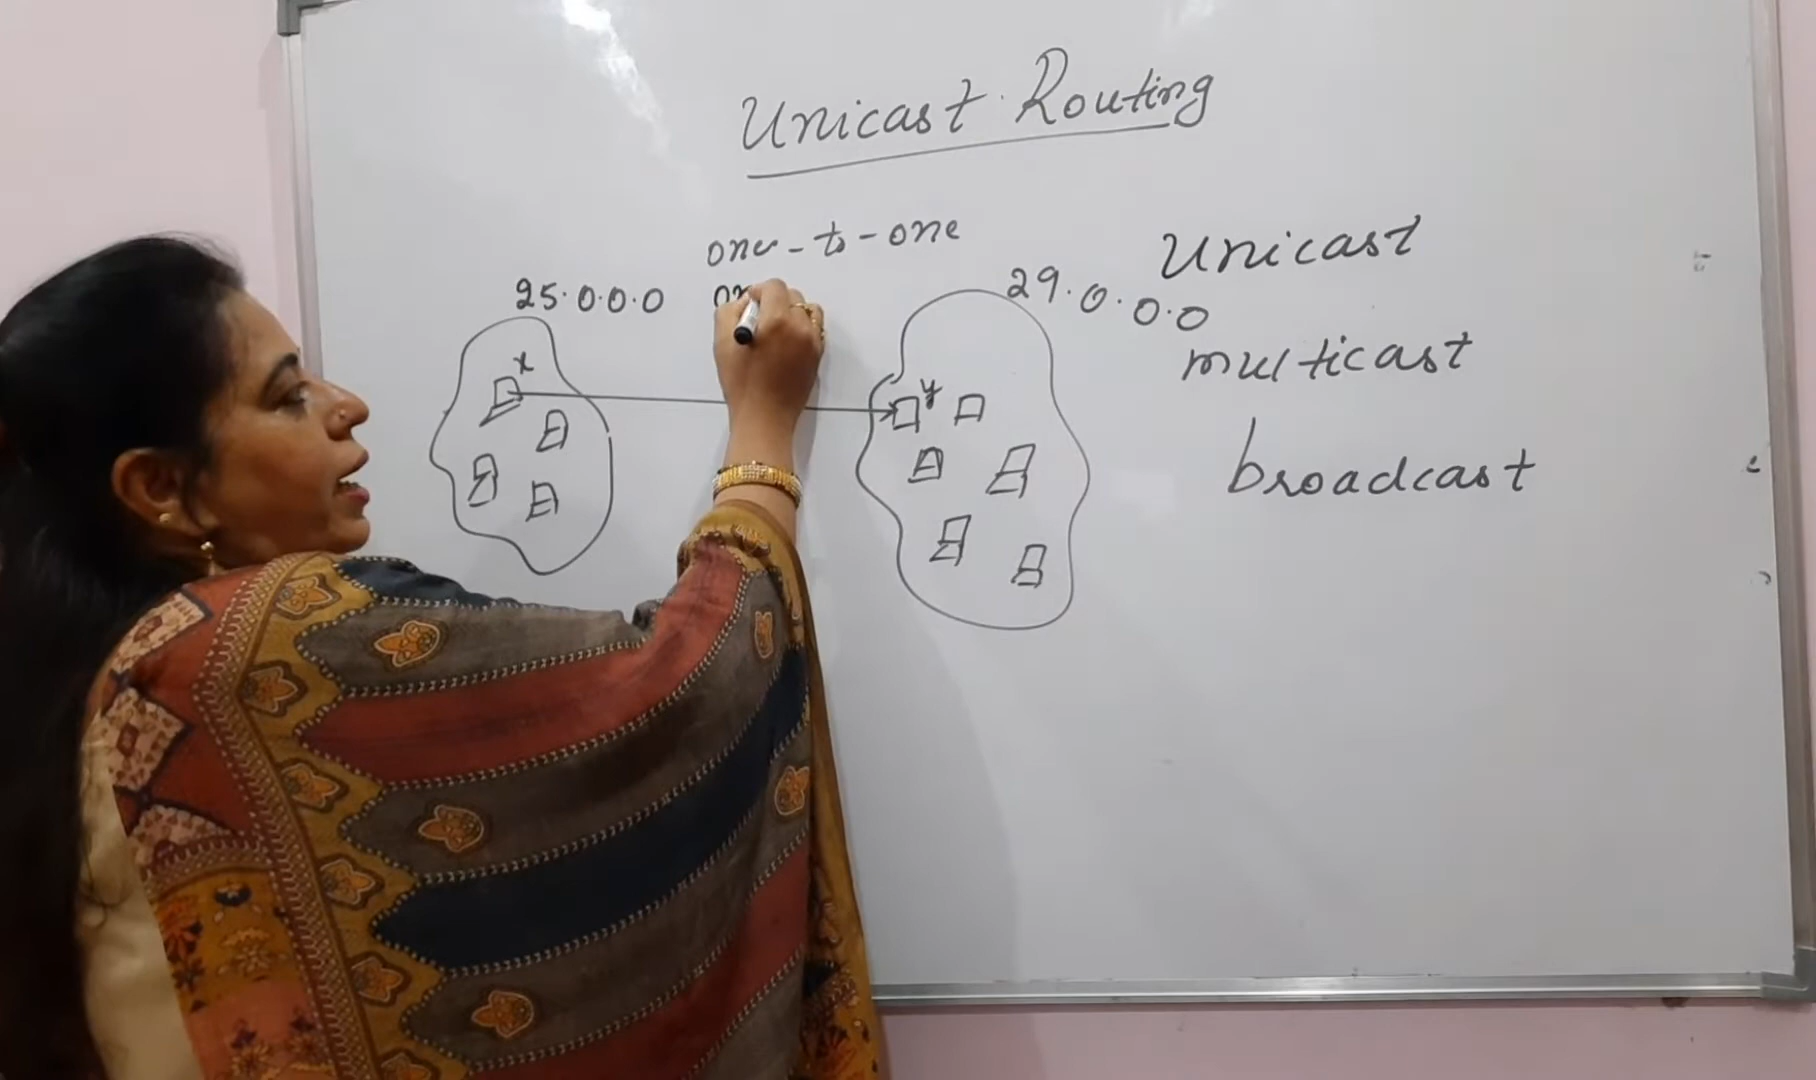 Unicast Routing
one-to-one
25.0.0.0
29.0.0.0
x
y
Unicast
multicast
broadcast